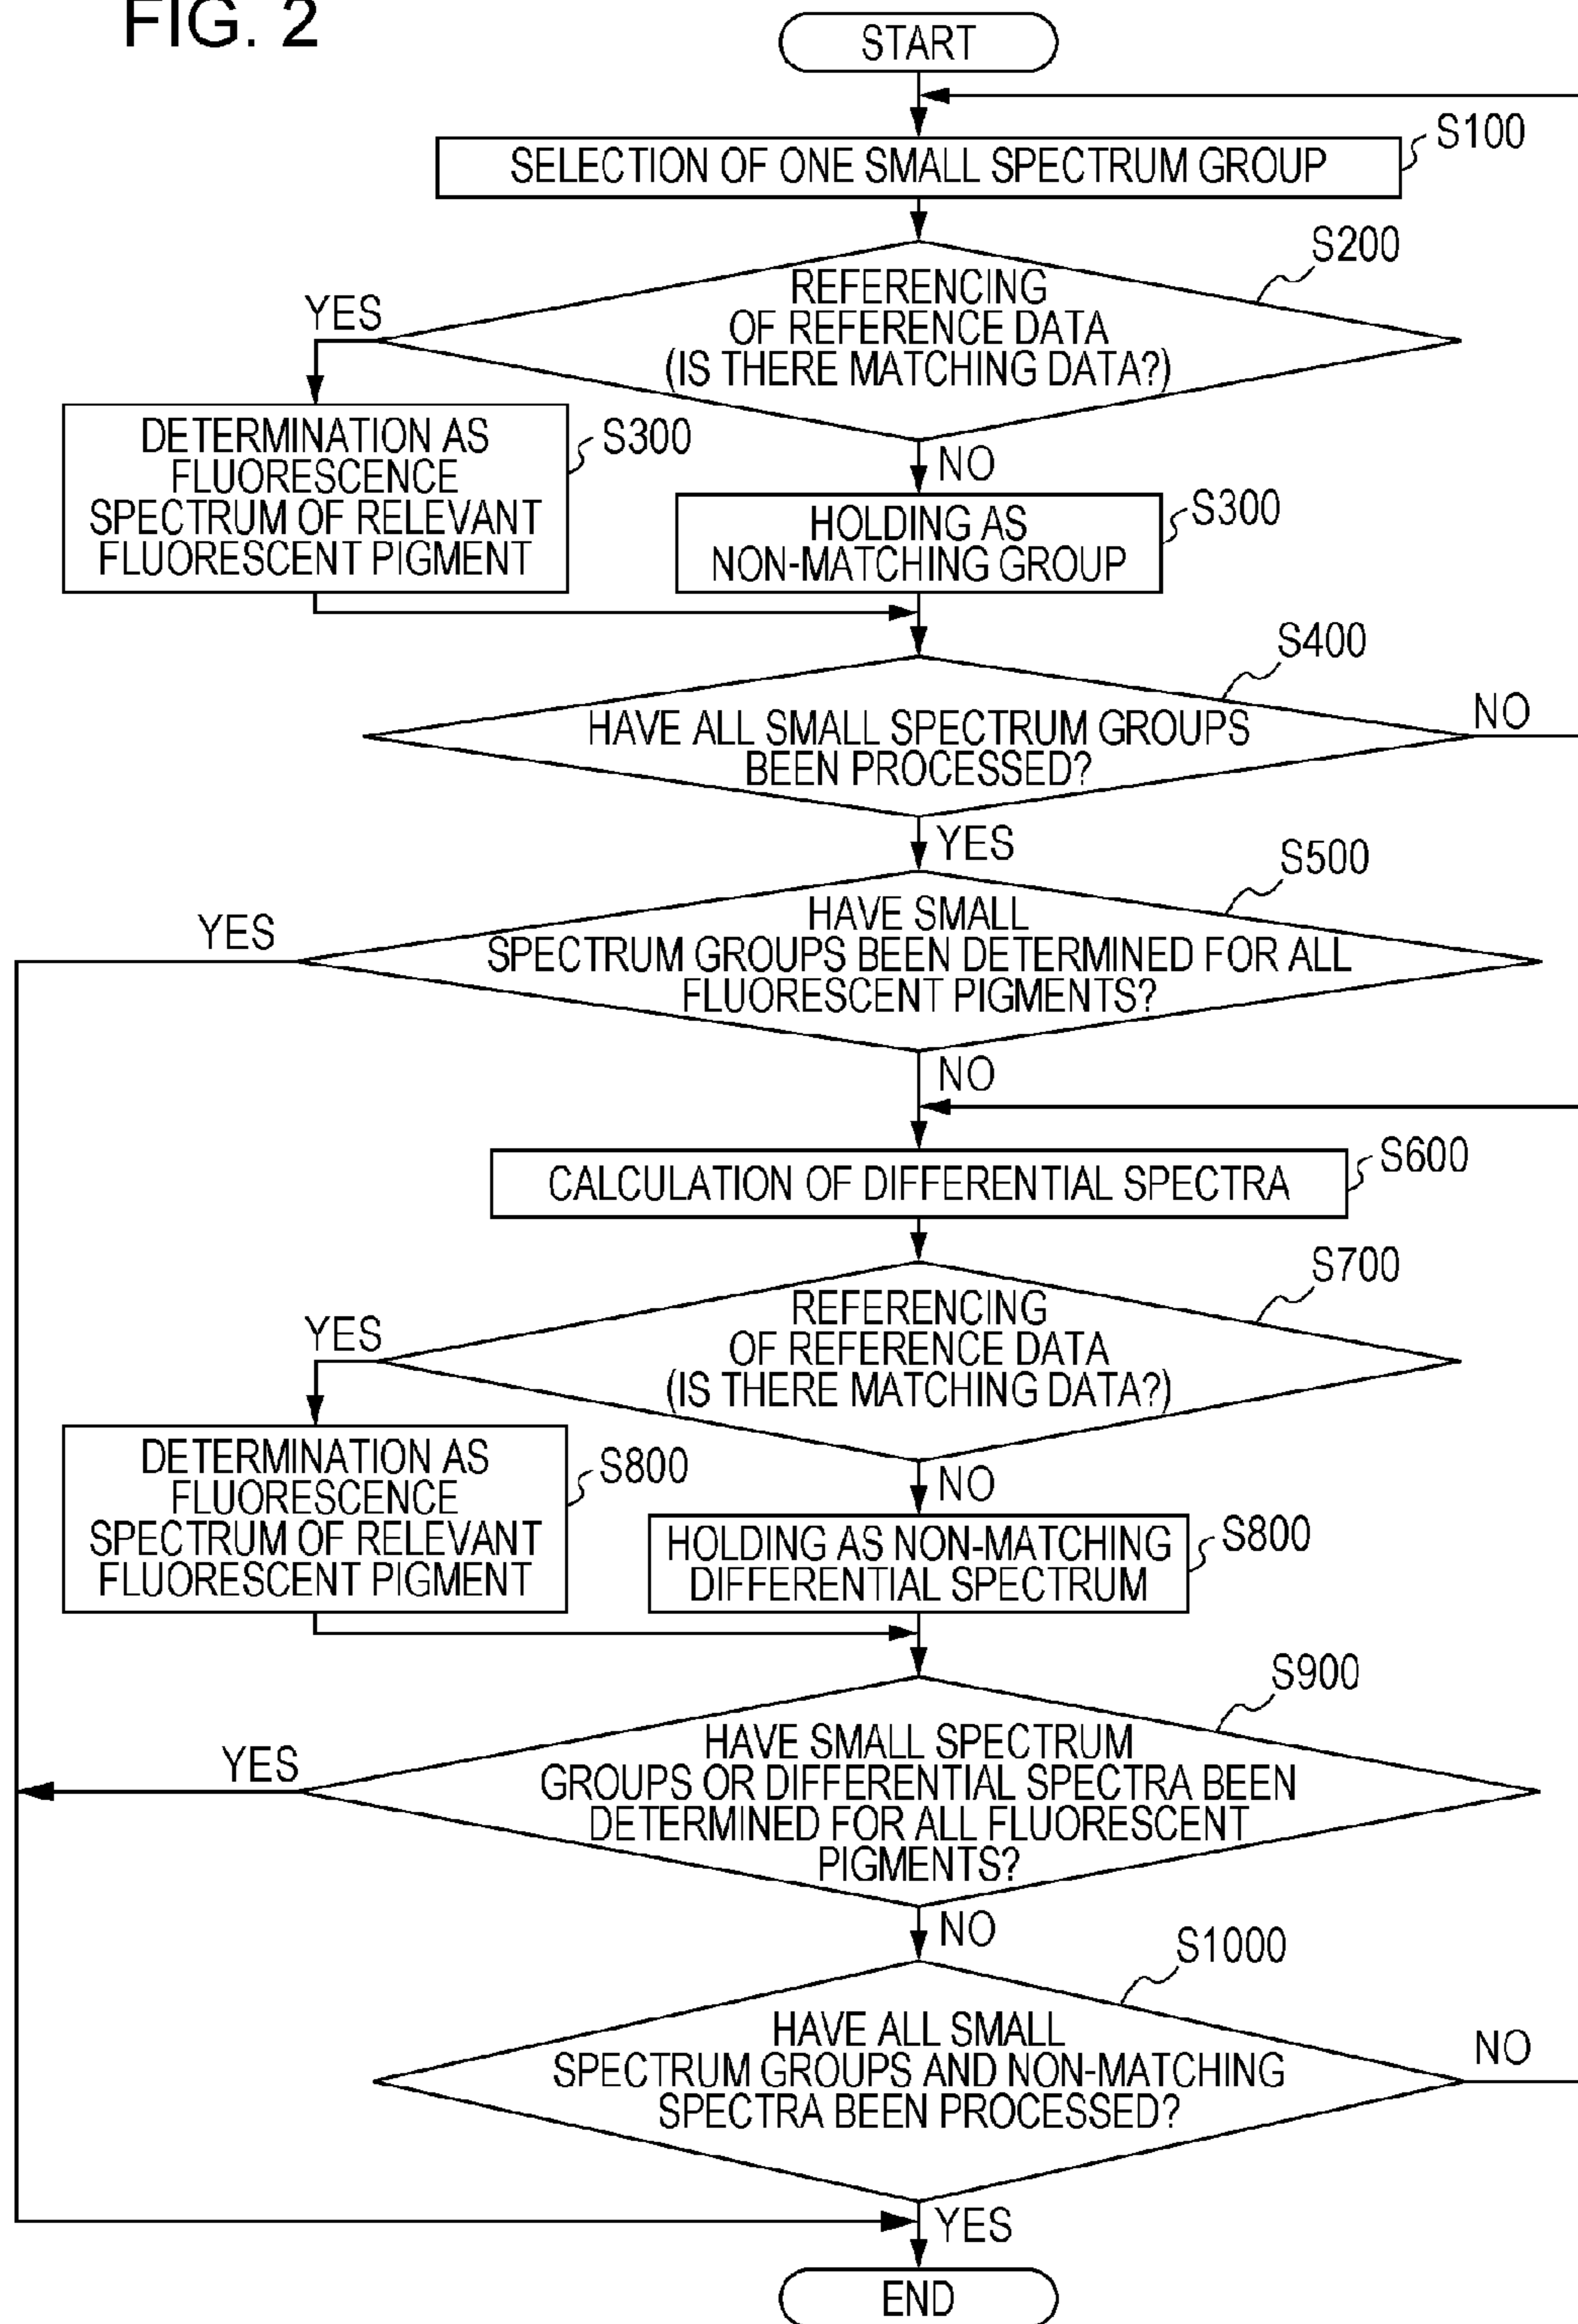 FIG. 2
START
S100
SELECTION OF ONE SMALL SPECTRUM GROUP
S200
REFERENCING
OF REFERENCE DATA
(IS THERE MATCHING DATA?)
YES
DETERMINATION AS
FLUORESCENCE
SPECTRUM OF RELEVANT
FLUORESCENT PIGMENT
S300
NO
HOLDING AS
NON-MATCHING GROUP
S300
S400
HAVE ALL SMALL SPECTRUM GROUPS
BEEN PROCESSED?
NO
YES
S500
HAVE SMALL
SPECTRUM GROUPS BEEN DETERMINED FOR ALL
FLUORESCENT PIGMENTS?
YES
NO
S600
CALCULATION OF DIFFERENTIAL SPECTRA
S700
REFERENCING
OF REFERENCE DATA
(IS THERE MATCHING DATA?)
YES
DETERMINATION AS
FLUORESCENCE
SPECTRUM OF RELEVANT
FLUORESCENT PIGMENT
S800
NO
HOLDING AS NON-MATCHING
DIFFERENTIAL SPECTRUM
S800
S900
HAVE SMALL SPECTRUM
GROUPS OR DIFFERENTIAL SPECTRA BEEN
DETERMINED FOR ALL FLUORESCENT
PIGMENTS?
YES
NO
S1000
HAVE ALL SMALL
SPECTRUM GROUPS AND NON-MATCHING
SPECTRA BEEN PROCESSED?
NO
YES
END